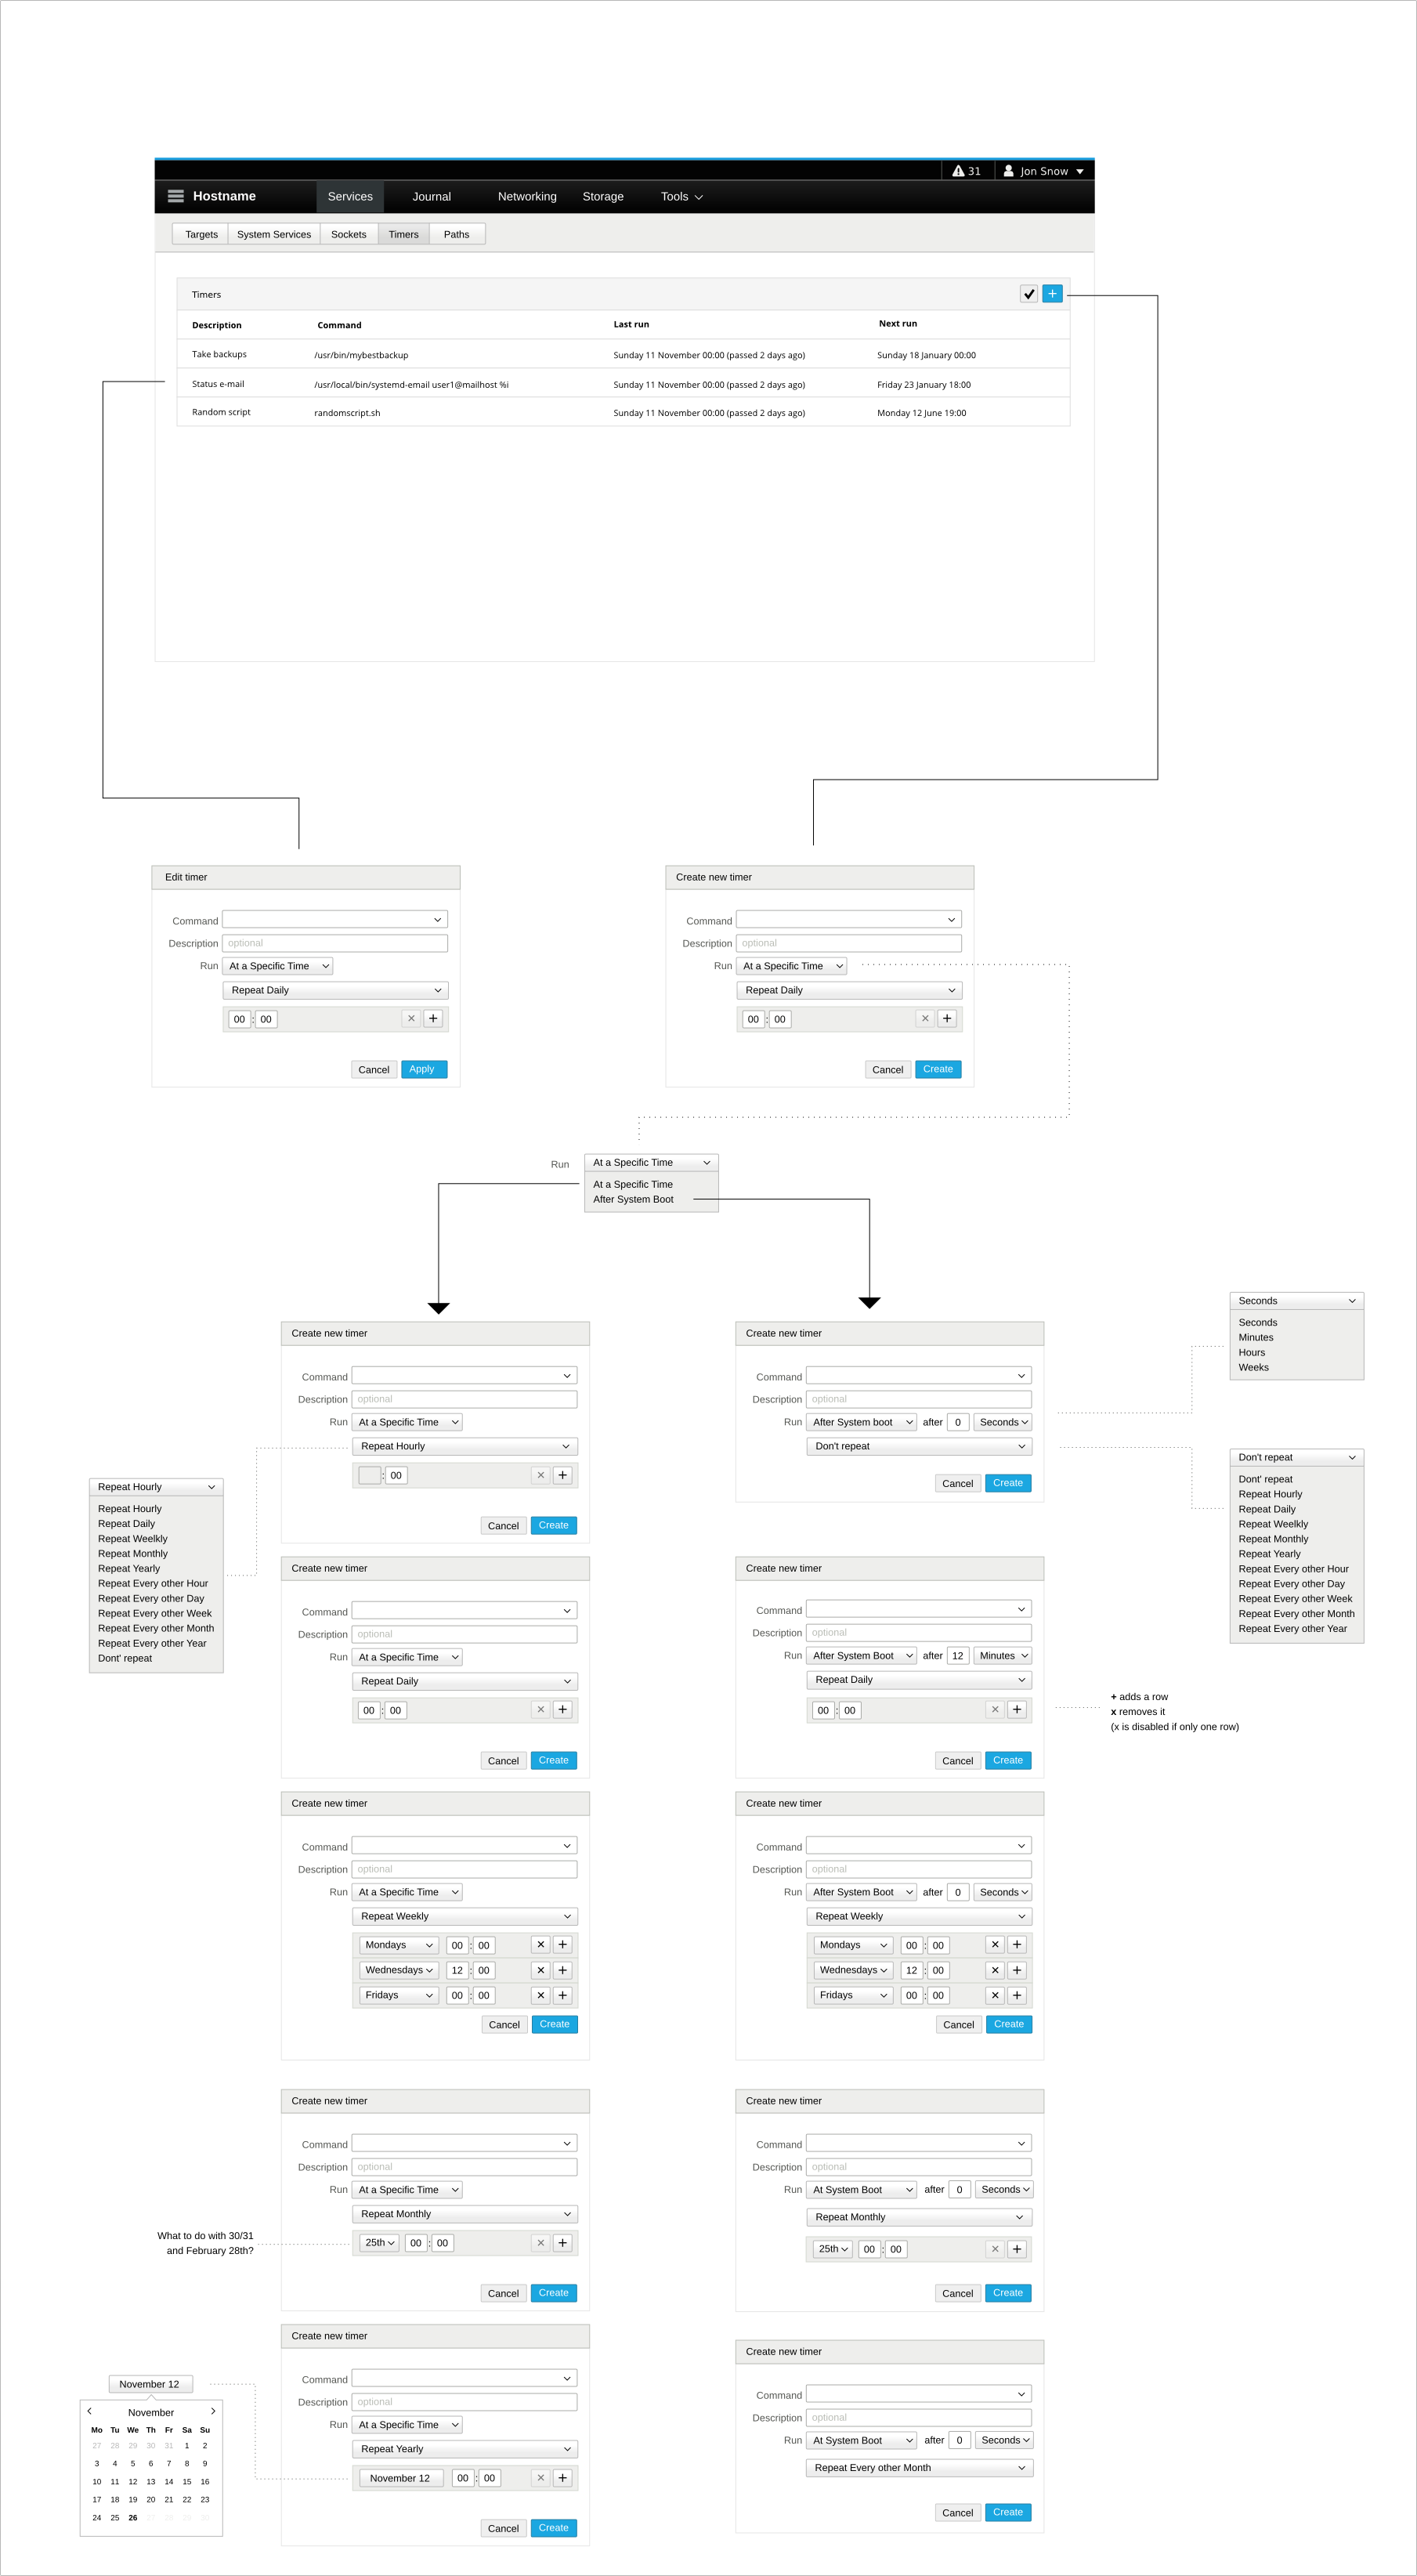 31 Jon Snow
Hostname Services Journal Networking Storage Tools
Targets System Services Sockets Timers Paths
Timers +
Description Command Last run Next run
Take backups /usr/bin/mybestbackup Sunday 11 November 00:00 (passed 2 days ago) Sunday 18 January 00:00
Status e-mail /usr/local/bin/systemd-email user1@mailhost %i Sunday 11 November 00:00 (passed 2 days ago) Friday 23 January 18:00
Random script randomscript.sh Sunday 11 November 00:00 (passed 2 days ago) Monday 12 June 19:00
Edit timer
Command
Description optional
Run At a Specific Time
Repeat Daily
00 : 00 × +
Cancel Apply
Create new timer
Command
Description optional
Run At a Specific Time
Repeat Daily
00 : 00 × +
Cancel Create
Run At a Specific Time
At a Specific Time
After System Boot
Create new timer
Command
Description optional
Run At a Specific Time
Repeat Hourly
: 00 × +
Cancel Create
Repeat Hourly
Repeat Hourly
Repeat Daily
Repeat Weelkly
Repeat Monthly
Repeat Yearly
Repeat Every other Hour
Repeat Every other Day
Repeat Every other Week
Repeat Every other Month
Repeat Every other Year
Dont' repeat
Create new timer
Command
Description optional
Run After System boot after 0 Seconds
Don't repeat
Cancel Create
Seconds
Seconds
Minutes
Hours
Weeks
Don't repeat
Dont' repeat
Repeat Hourly
Repeat Daily
Repeat Weelkly
Repeat Monthly
Repeat Yearly
Repeat Every other Hour
Repeat Every other Day
Repeat Every other Week
Repeat Every other Month
Repeat Every other Year
Create new timer
Command
Description optional
Run At a Specific Time
Repeat Daily
00 : 00 × +
Cancel Create
Create new timer
Command
Description optional
Run After System Boot after 12 Minutes
Repeat Daily
00 : 00 × +
Cancel Create
+ adds a row
x removes it
(x is disabled if only one row)
Create new timer
Command
Description optional
Run At a Specific Time
Repeat Weekly
Mondays 00 : 00 × +
Wednesdays 12 : 00 × +
Fridays 00 : 00 × +
Cancel Create
Create new timer
Command
Description optional
Run After System Boot after 0 Seconds
Repeat Weekly
Mondays 00 : 00 × +
Wednesdays 12 : 00 × +
Fridays 00 : 00 × +
Cancel Create
Create new timer
Command
Description optional
Run At a Specific Time
Repeat Monthly
25th 00 : 00 × +
Cancel Create
What to do with 30/31
and February 28th?
Create new timer
Command
Description optional
Run At System Boot after 0 Seconds
Repeat Monthly
25th 00 : 00 × +
Cancel Create
Create new timer
Command
Description optional
Run At a Specific Time
Repeat Yearly
November 12 00 : 00 × +
Cancel Create
November 12
November
Mo Tu We Th Fr Sa Su
27 28 29 30 31 1 2
3 4 5 6 7 8 9
10 11 12 13 14 15 16
17 18 19 20 21 22 23
24 25 26 27 28 29 30
Create new timer
Command
Description optional
Run At System Boot after 0 Seconds
Repeat Every other Month
Cancel Create